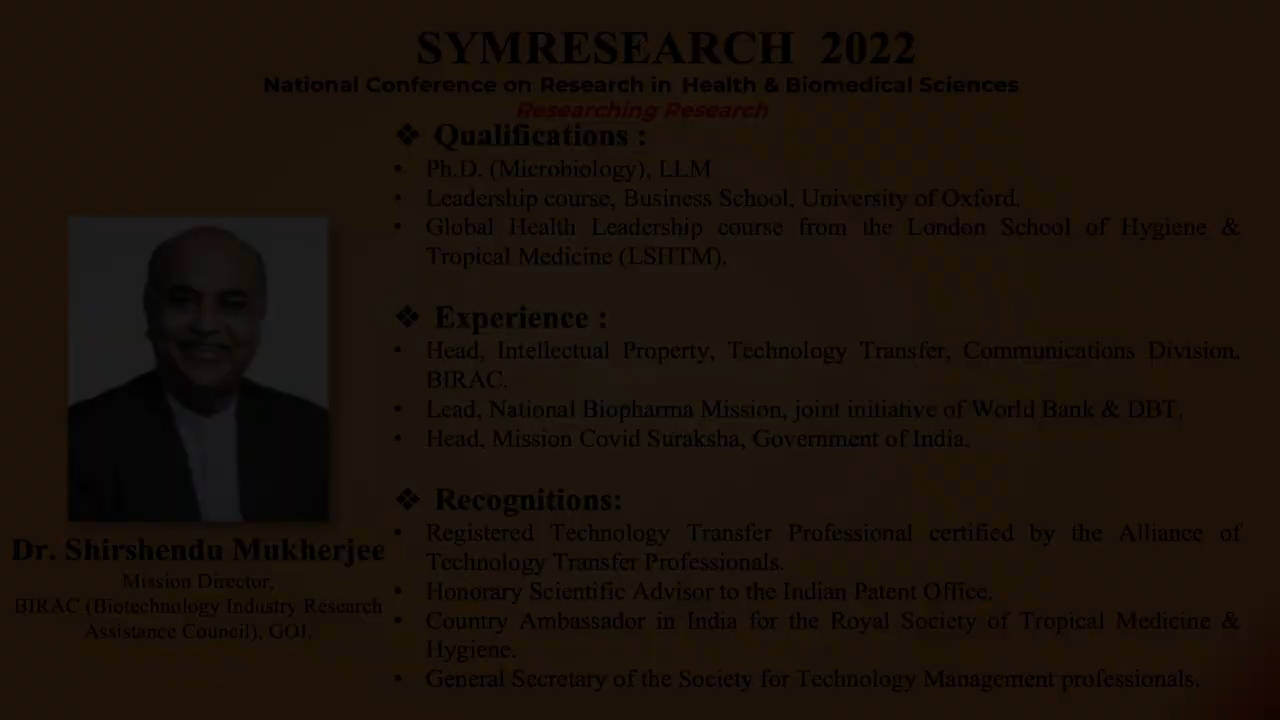 SYMRESEARCH 2022
National Conference on Research in Health & Biomedical Sciences
Researching Research
❖ Qualifications :
• Ph.D. (Microbiology), LLM
• Leadership course, Business School, University of Oxford.
• Global Health Leadership course from the London School of Hygiene &
Tropical Medicine (LSHTM).
❖ Experience :
• Head, Intellectual Property, Technology Transfer, Communications Division,
BIRAC.
• Lead, National Biopharma Mission, joint initiative of World Bank & DBT.
• Head, Mission Covid Suraksha, Government of India.
❖ Recognitions:
• Registered Technology Transfer Professional certified by the Alliance of
Technology Transfer Professionals.
• Honorary Scientific Advisor to the Indian Patent Office.
• Country Ambassador in India for the Royal Society of Tropical Medicine &
Hygiene.
• General Secretary of the Society for Technology Management professionals.
Dr. Shirshendu Mukherjee
Mission Director,
BIRAC (Biotechnology Industry Research
Assistance Council), GOI.